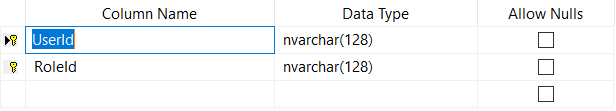 Column Name Data Type Allow Nulls
UserId nvarchar(128)
RoleId nvarchar(128)